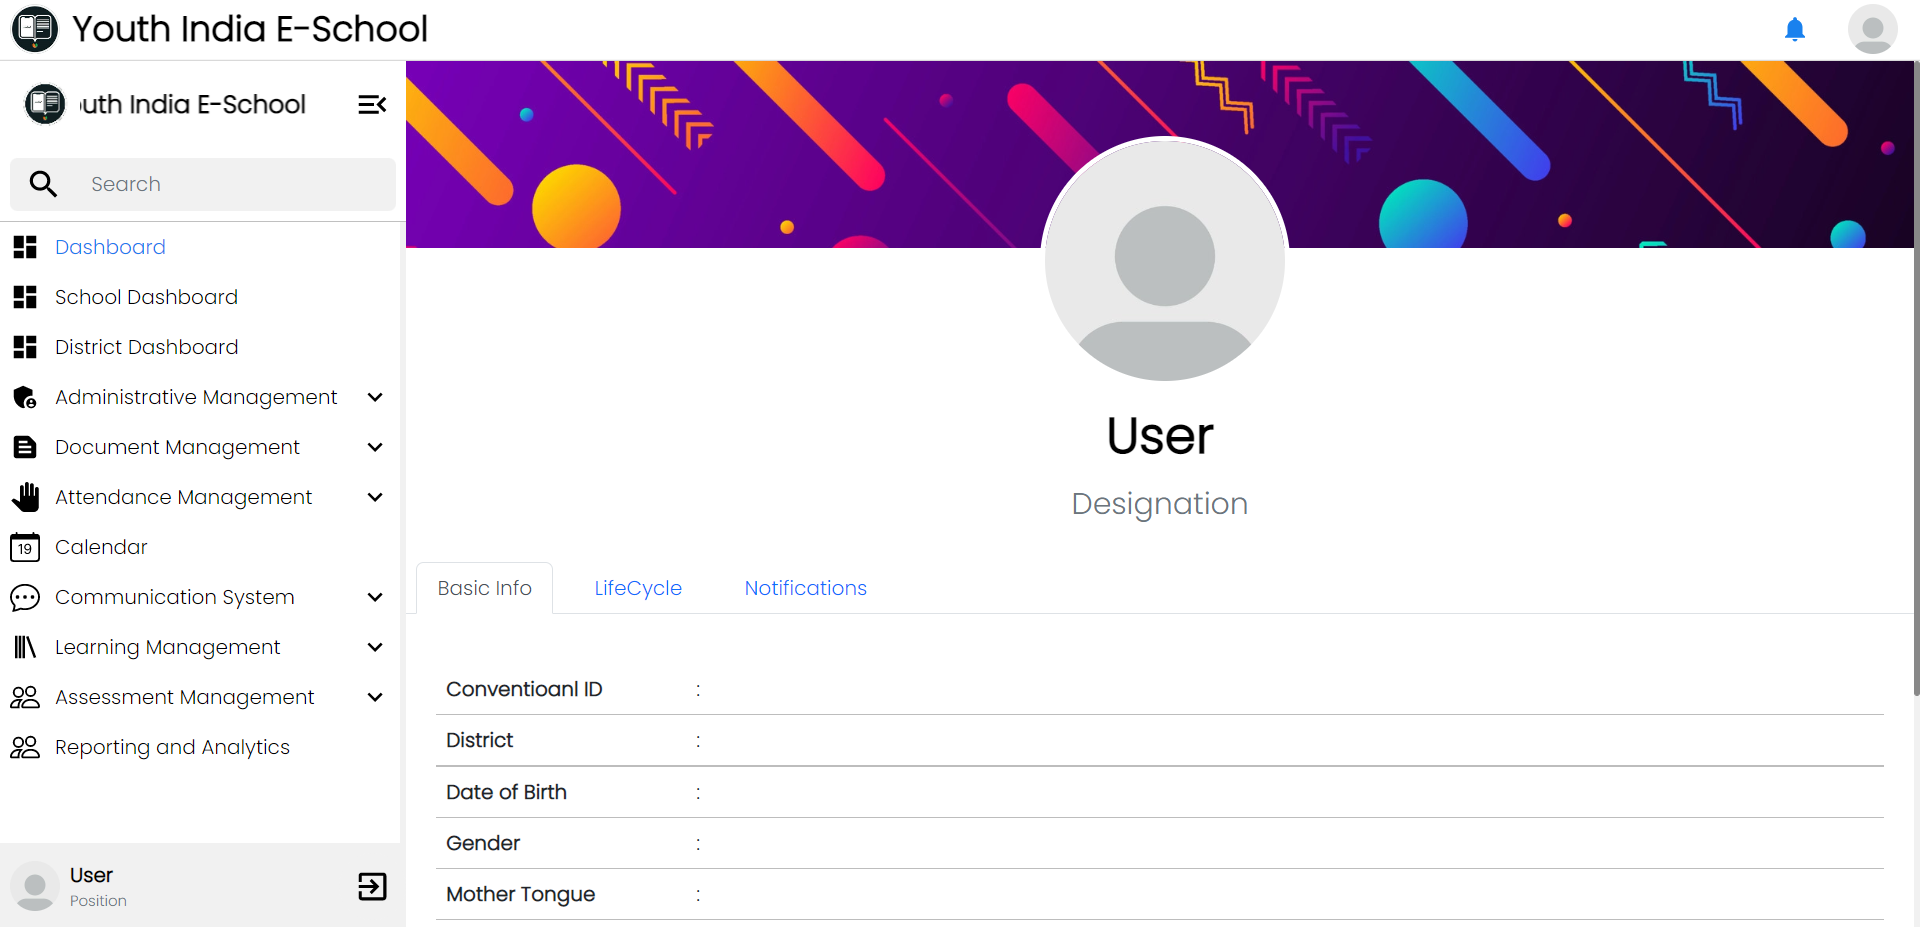 Youth India E-School
outh India E-School
Search
Dashboard
School Dashboard
District Dashboard
Administrative Management
Document Management
Attendance Management
19
Calendar
Communication System
Learning Management
Assessment Management
Reporting and Analytics
User
Position
User
Designation
Basic Info
LifeCycle
Notifications
Conventioanl ID :
District :
Date of Birth :
Gender :
Mother Tongue :